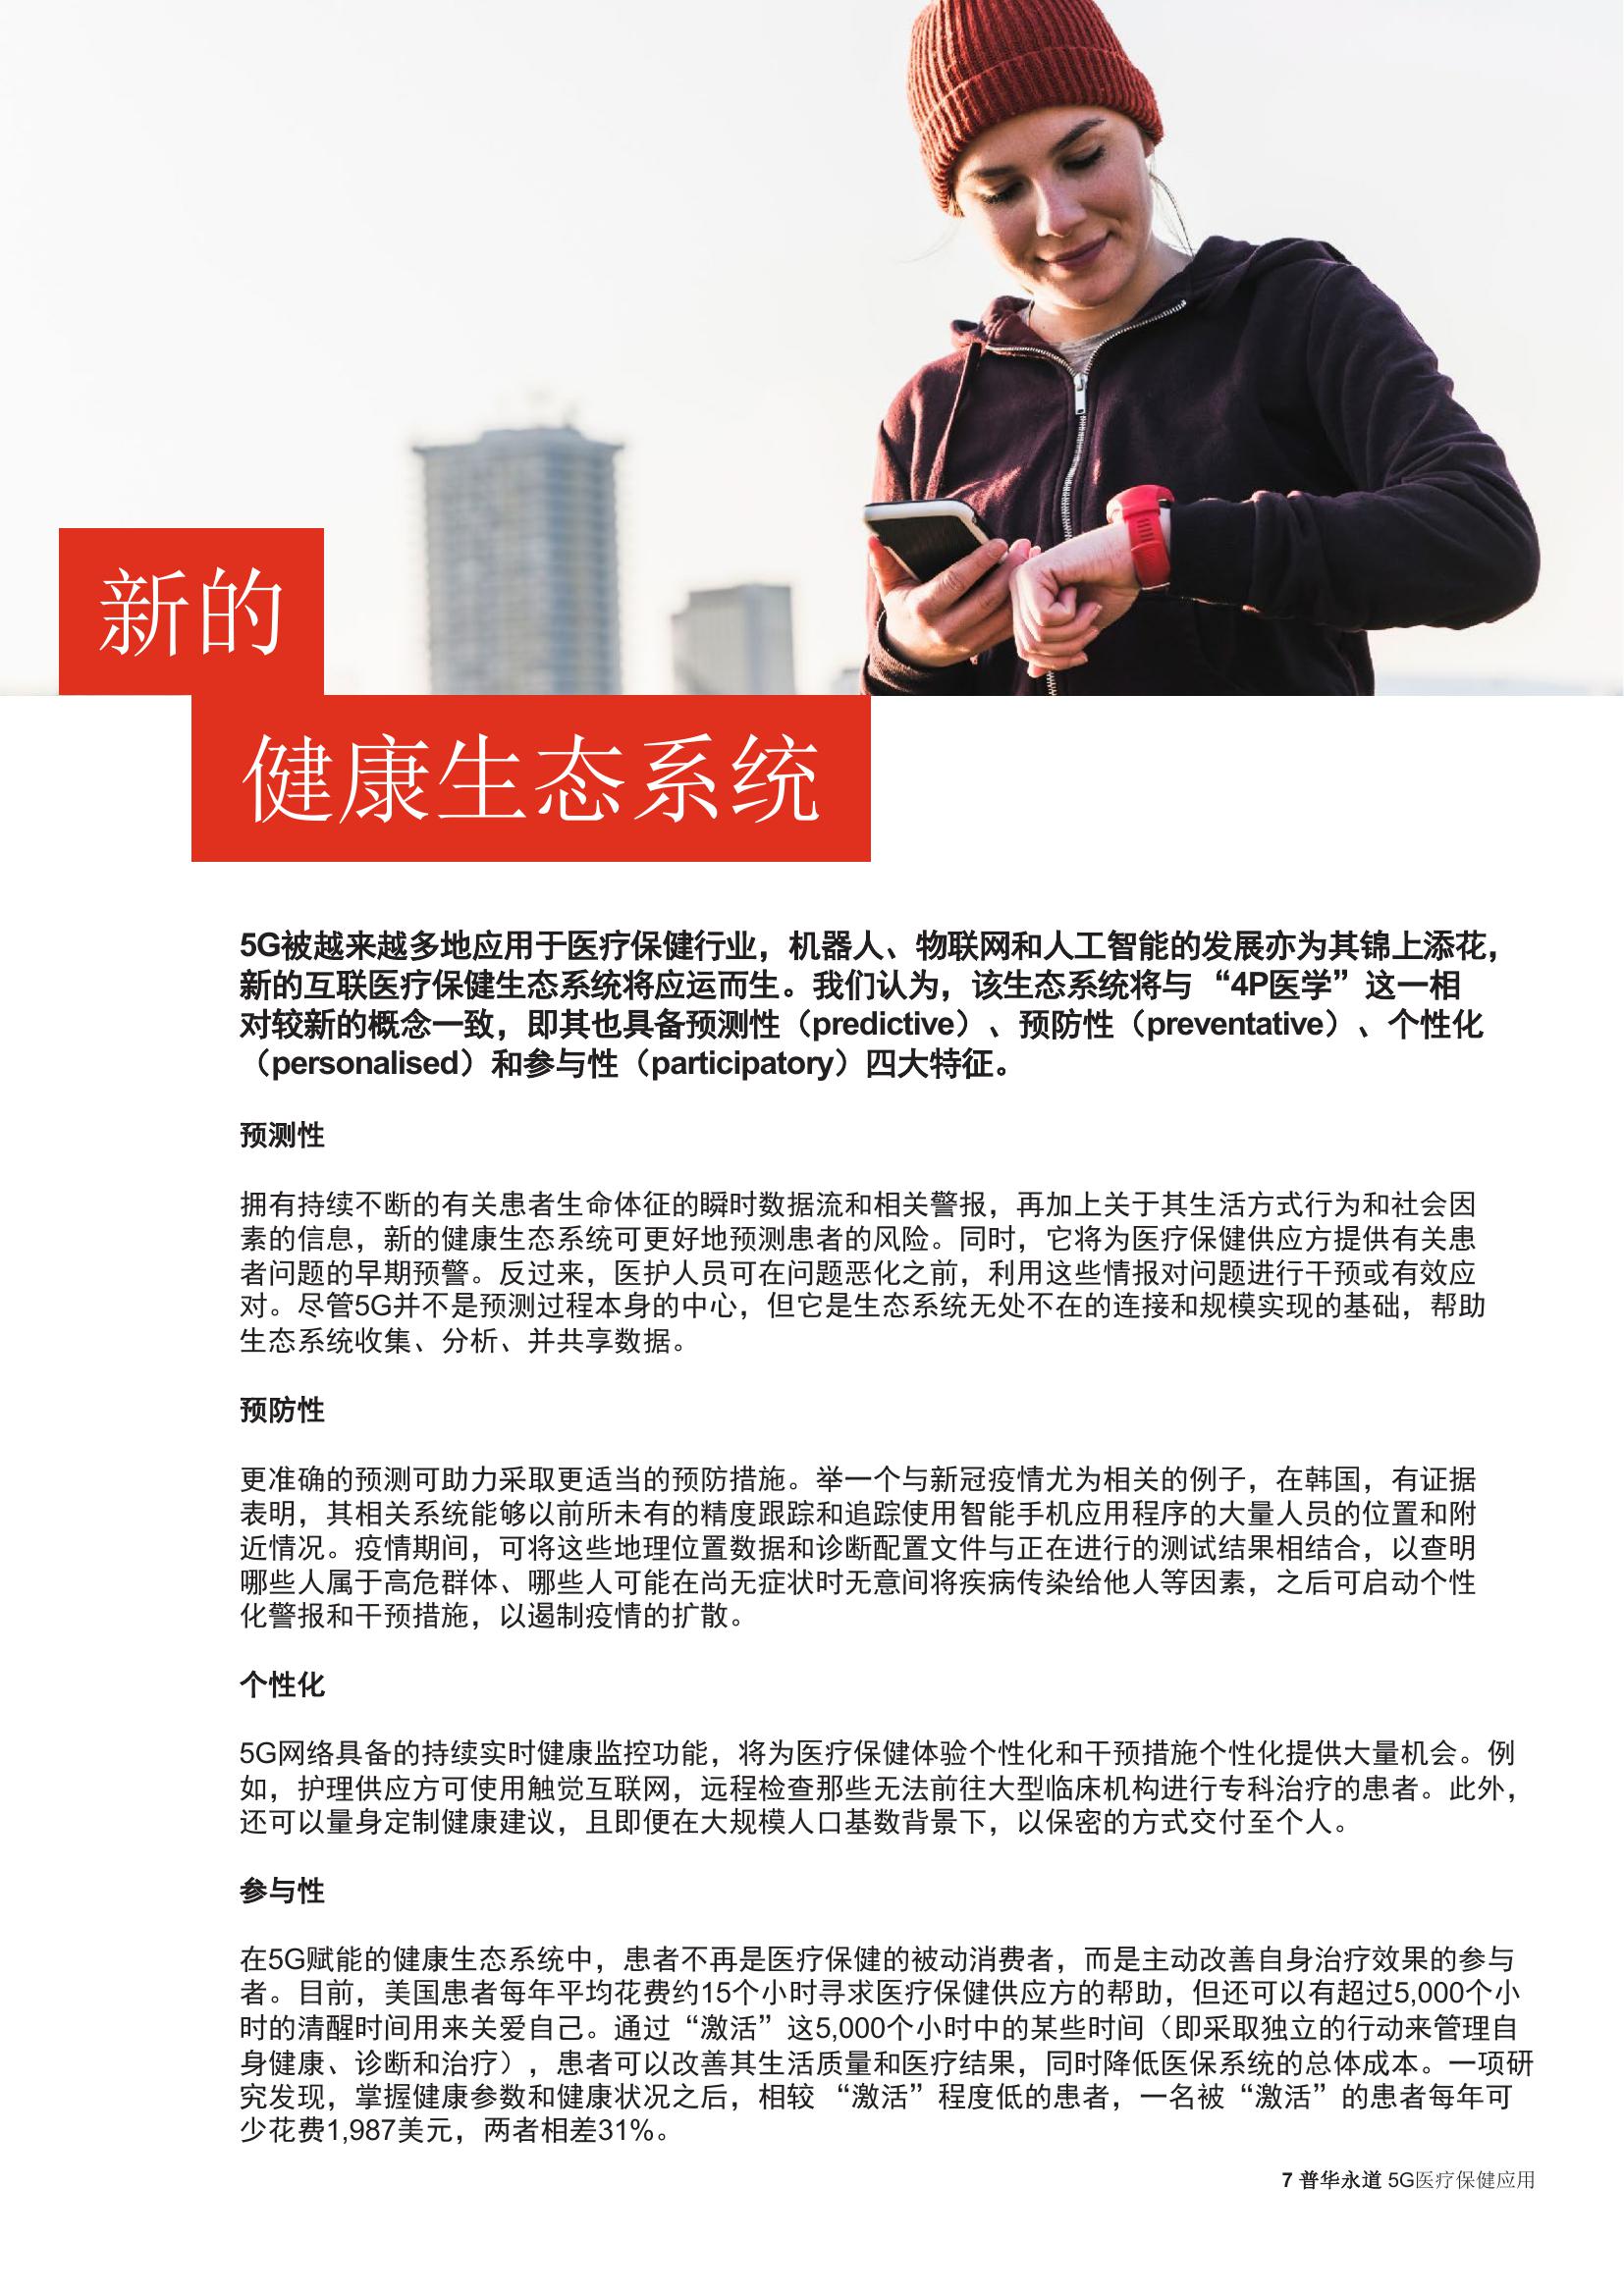 新的
健康生态系统
5G被越来越多地应用于医疗保健行业，机器人、物联网和人工智能的发展亦为其锦上添花，
新的互联医疗保健生态系统将应运而生。我们认为，该生态系统将与 “4P医学”这一相
对较新的概念一致，即其也具备预测性（predictive）、预防性（preventative）、个性化
（personalised）和参与性（participatory）四大特征。
预测性
拥有持续不断的有关患者生命体征的瞬时数据流和相关警报，再加上关于其生活方式行为和社会因
素的信息，新的健康生态系统可更好地预测患者的风险。同时，它将为医疗保健供应方提供有关患
者问题的早期预警。反过来，医护人员可在问题恶化之前，利用这些情报对问题进行干预或有效应
对。尽管5G并不是预测过程本身的中心，但它是生态系统无处不在的连接和规模实现的基础，帮助
生态系统收集、分析、并共享数据。
预防性
更准确的预测可助力采取更适当的预防措施。举一个与新冠疫情尤为相关的例子，在韩国，有证据
表明，其相关系统能够以前所未有的精度跟踪和追踪使用智能手机应用程序的大量人员的位置和附
近情况。疫情期间，可将这些地理位置数据和诊断配置文件与正在进行的测试结果相结合，以查明
哪些人属于高危群体、哪些人可能在尚无症状时无意间将疾病传染给他人等因素，之后可启动个性
化警报和干预措施，以遏制疫情的扩散。
个性化
5G网络具备的持续实时健康监控功能，将为医疗保健体验个性化和干预措施个性化提供大量机会。例
如，护理供应方可使用触觉互联网，远程检查那些无法前往大型临床机构进行专科治疗的患者。此外，
还可以量身定制健康建议，且即便在大规模人口基数背景下，以保密的方式交付至个人。
参与性
在5G赋能的健康生态系统中，患者不再是医疗保健的被动消费者，而是主动改善自身治疗效果的参与
者。目前，美国患者每年平均花费约15个小时寻求医疗保健供应方的帮助，但还可以有超过5,000个小
时的清醒时间用来关爱自己。通过“激活”这5,000个小时中的某些时间（即采取独立的行动来管理自
身健康、诊断和治疗），患者可以改善其生活质量和医疗结果，同时降低医保系统的总体成本。一项研
究发现，掌握健康参数和健康状况之后，相较 “激活”程度低的患者，一名被“激活”的患者每年可
少花费1,987美元，两者相差31%。
7 普华永道 5G医疗保健应用